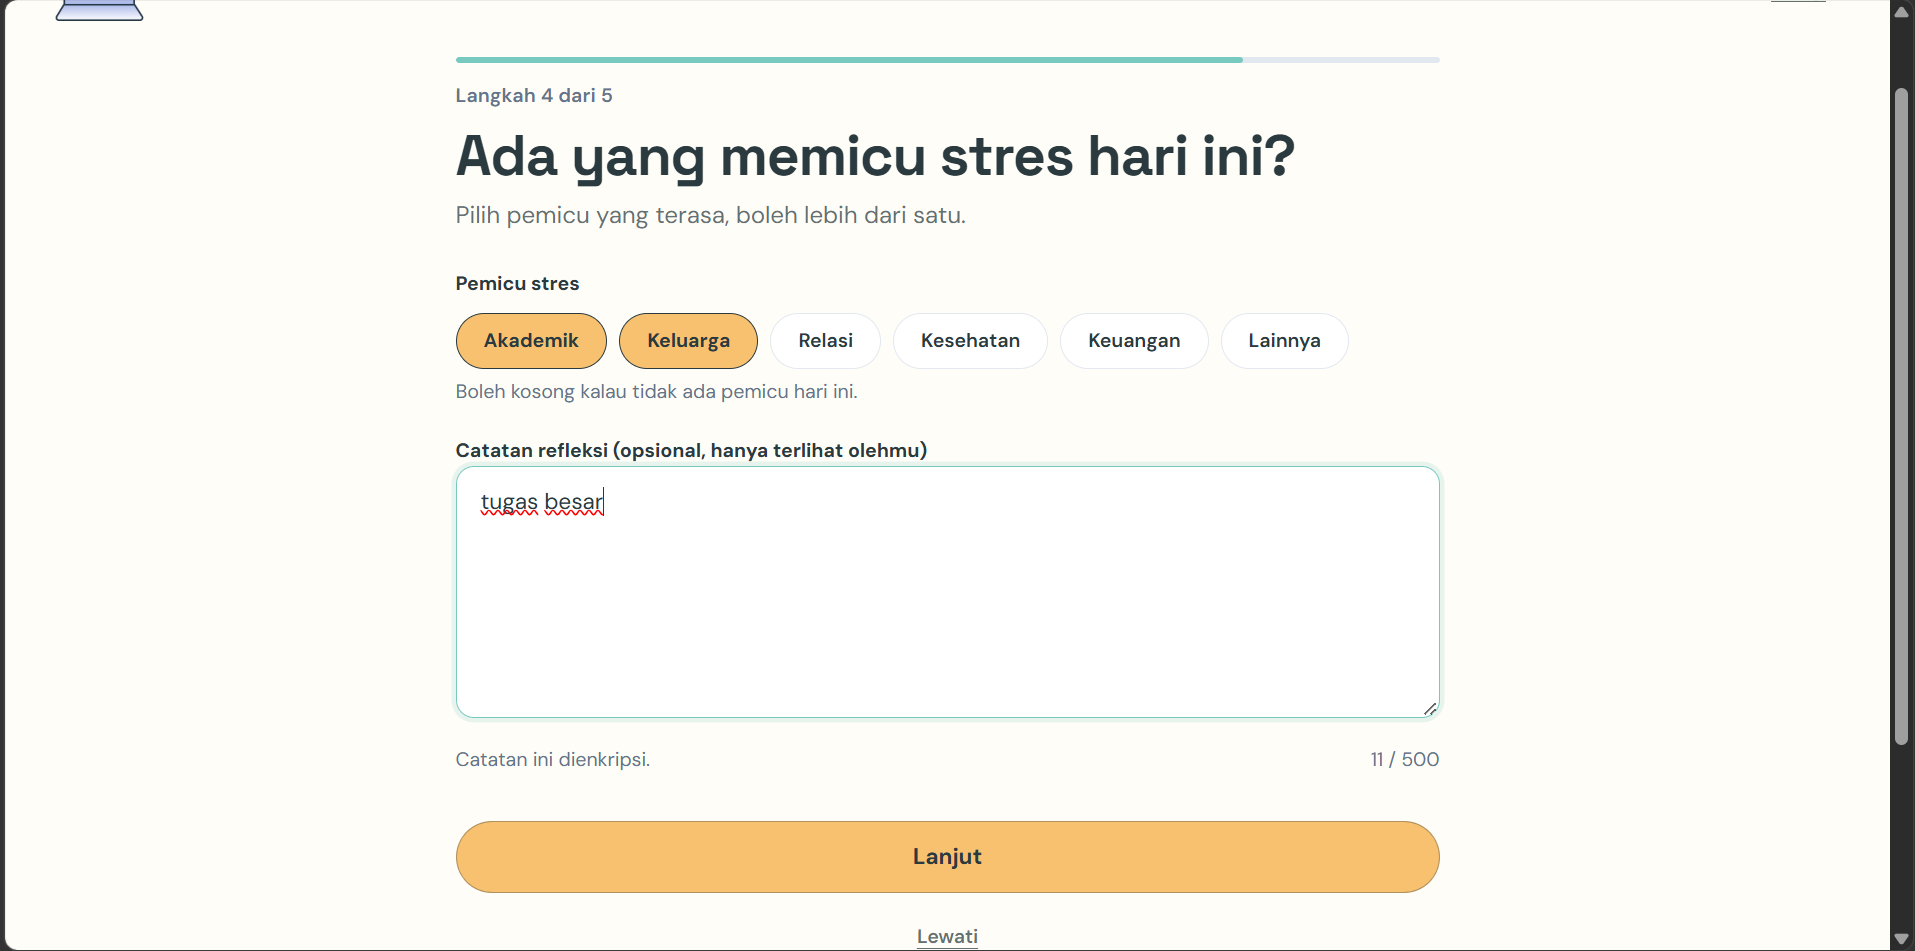 Langkah 4 dari 5
Ada yang memicu stres hari ini?
Pilih pemicu yang terasa, boleh lebih dari satu.
Pemicu stres
Akademik Keluarga Relasi Kesehatan Keuangan Lainnya
Boleh kosong kalau tidak ada pemicu hari ini.
Catatan refleksi (opsional, hanya terlihat olehmu)
tugas besar
Catatan ini dienkripsi. 11 / 500
Lanjut
Lewati